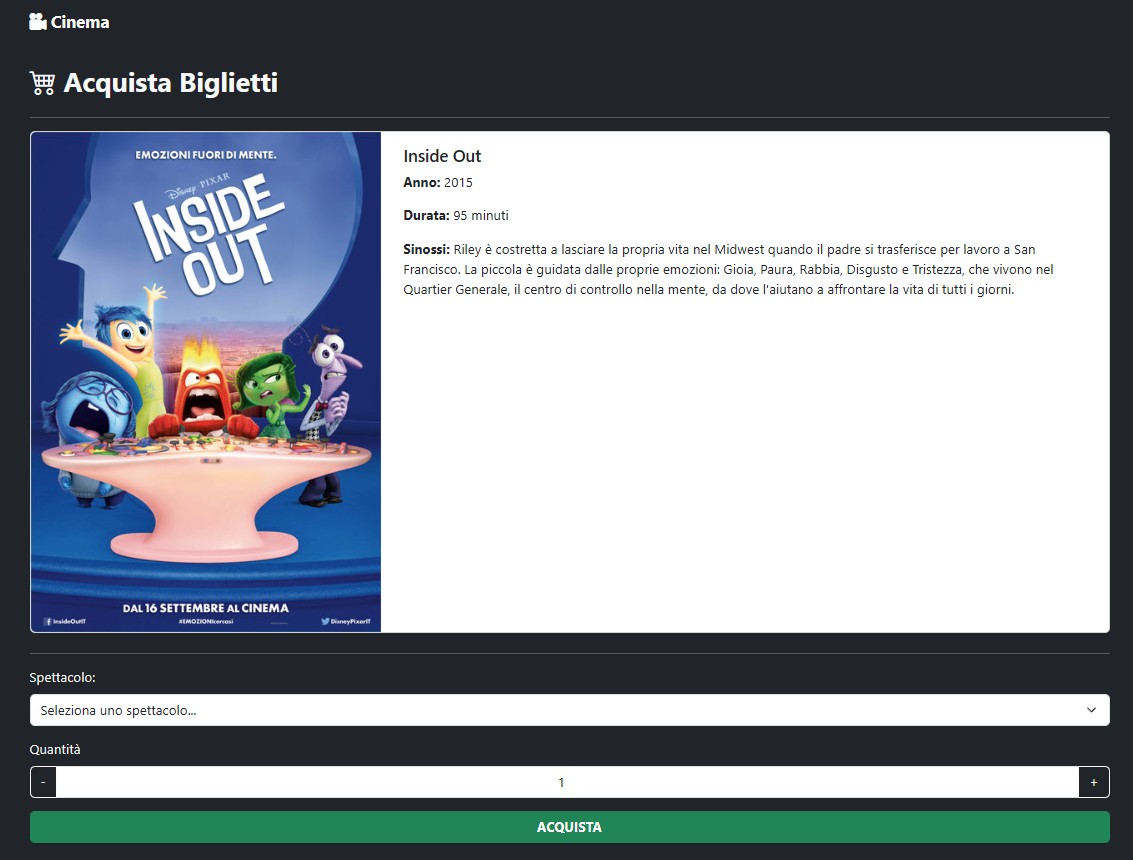 Cinema
Acquista Biglietti
EMOZIONI FUORI DI MENTE.
Disney PIXAR
INSIDE
OUT
DAL 16 SETTEMBRE AL CINEMA
InsideOutIT #EMOZIONIcercasi DisneyPixarIT
Inside Out
Anno: 2015
Durata: 95 minuti
Sinossi: Riley è costretta a lasciare la propria vita nel Midwest quando il padre si trasferisce per lavoro a San
Francisco. La piccola è guidata dalle proprie emozioni: Gioia, Paura, Rabbia, Disgusto e Tristezza, che vivono nel
Quartier Generale, il centro di controllo nella mente, da dove l'aiutano a affrontare la vita di tutti i giorni.
Spettacolo:
Seleziona uno spettacolo...
Quantità
- 1 +
ACQUISTA